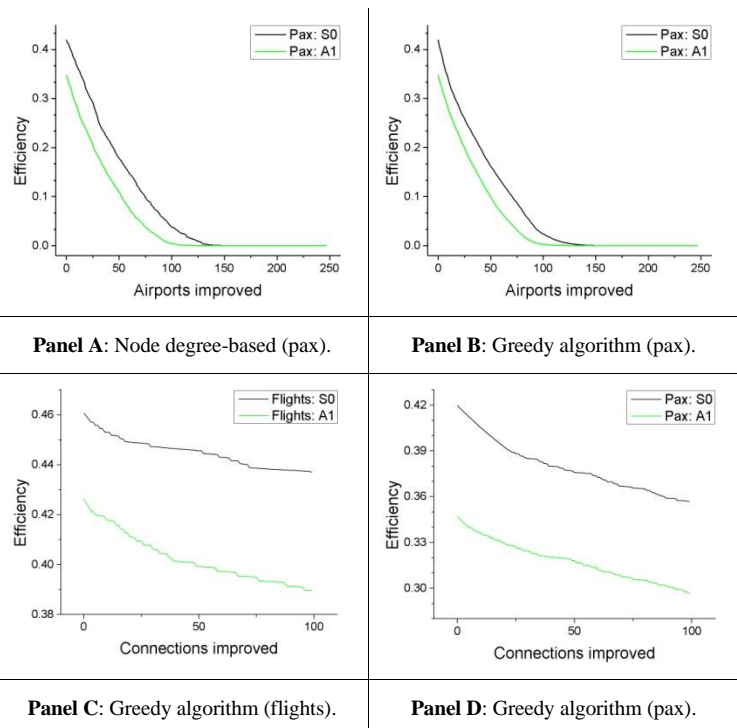 Pax: S0
Pax: A1
0.4
0.3
0.2
0.1
0.0
Efficiency
0 50 100 150 200 250
Airports improved
Pax: S0
Pax: A1
0.4
0.3
0.2
0.1
0.0
Efficiency
0 50 100 150 200 250
Airports improved
Panel A: Node degree-based (pax).
Panel B: Greedy algorithm (pax).
Flights: S0
Flights: A1
0.46
0.44
0.42
0.40
0.38
Efficiency
0 50 100
Connections improved
Pax: S0
Pax: A1
0.42
0.39
0.36
0.33
0.30
Efficiency
0 50 100
Connections improved
Panel C: Greedy algorithm (flights).
Panel D: Greedy algorithm (pax).